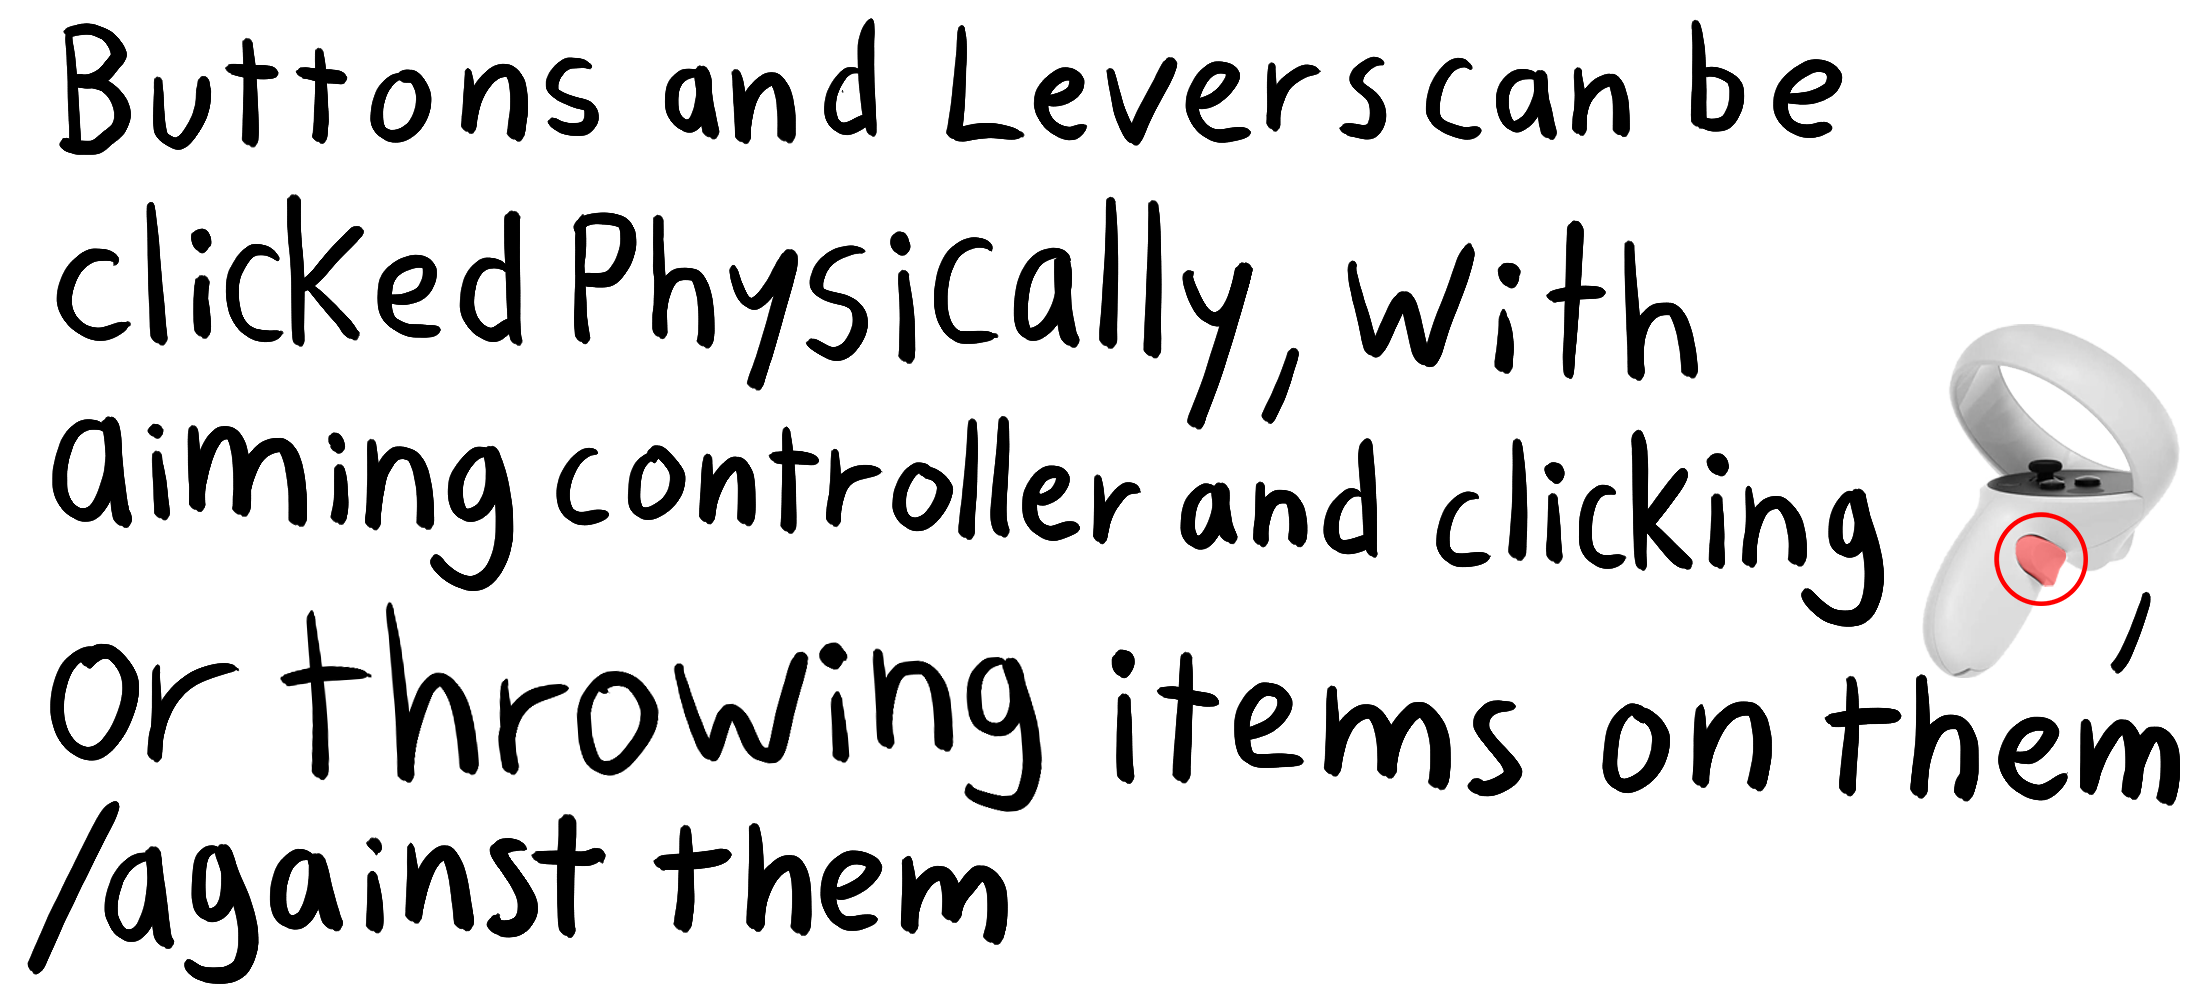 Buttons and Levers can be
clicked Physically, With
aiming controller and clicking ,
or throwing items on them
/against them